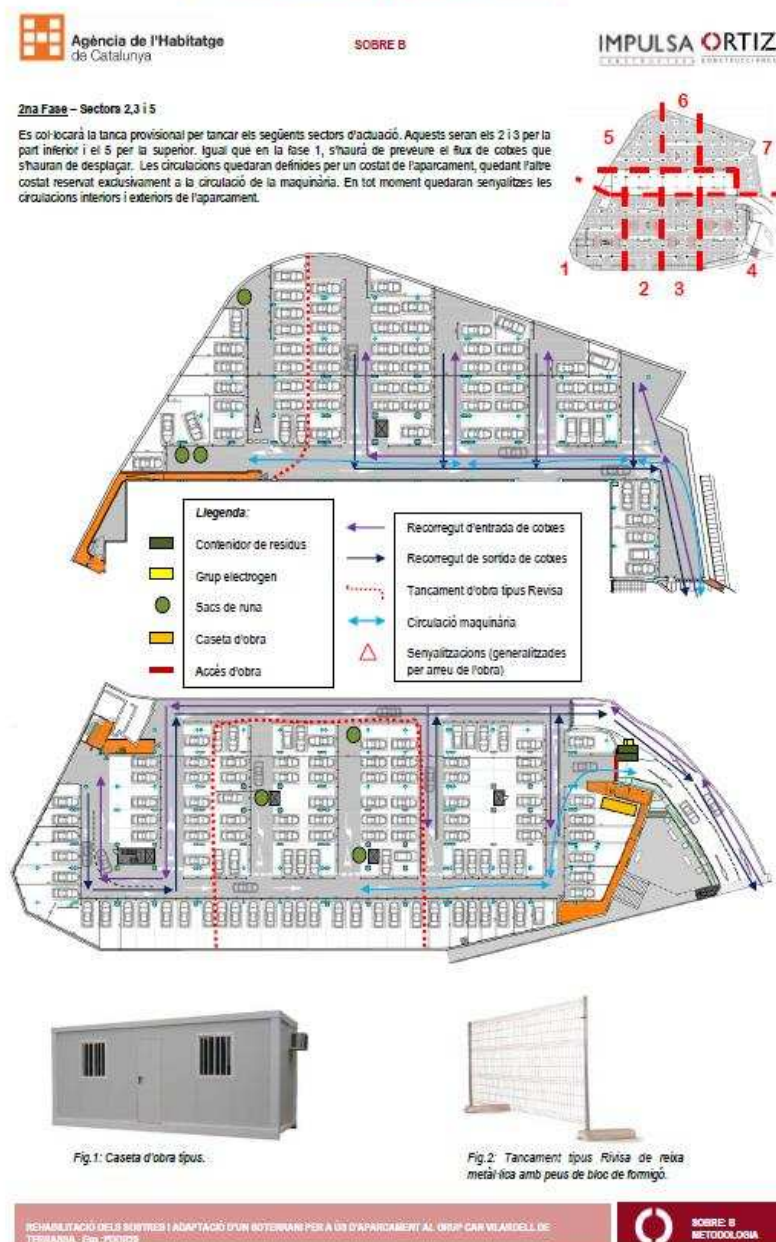 Agència de l'Habitatge
de Catalunya
SOBRE B
IMPULSA ORTIZ
CONSTRUCCIONES
2na Fase – Sectors 2,3 i 5
Es col·locarà la tanca provisional per tancar els següents sectors d'actuació. Aquests seran els 2 i 3 per la
part inferior i el 5 per la superior. Igual que en la fase 1, s'haurà de preveure el flux de cotxes que
s'hauran de desplaçar. Les circulacions quedaran definides per un costat de l'aparcament, quedant l'altre
costat reservat exclusivament a la circulació de la maquinària. En tot moment quedaran senyalitzes les
circulacions interiors i exteriors de l'aparcament.
6
5
7
1
2
3
4
Llegenda:
Contenidor de residus
Grup electrogen
Sacs de runa
Caseta d'obra
Accès d'obra
Recorregut d'entrada de cotxes
Recorregut de sortida de cotxes
Tancament d'obra tipus Revisa
Circulació maquinària
Senyalitzacions (generalitzades
per arreu de l'obra)
Fig.1: Caseta d'obra tipus.
Fig.2: Tancament tipus Rivisa de reixa
metàl·lica amb peus de bloc de formigó.
REHABILITACIÓ DELS SOSTRES I ADAPTACIÓ D'UN SOTERRANI PER A ÚS D'APARCAMENT AL GRUP CAN VILARDELL DE
TERRASSA
SOBRE: B
METODOLOGIA